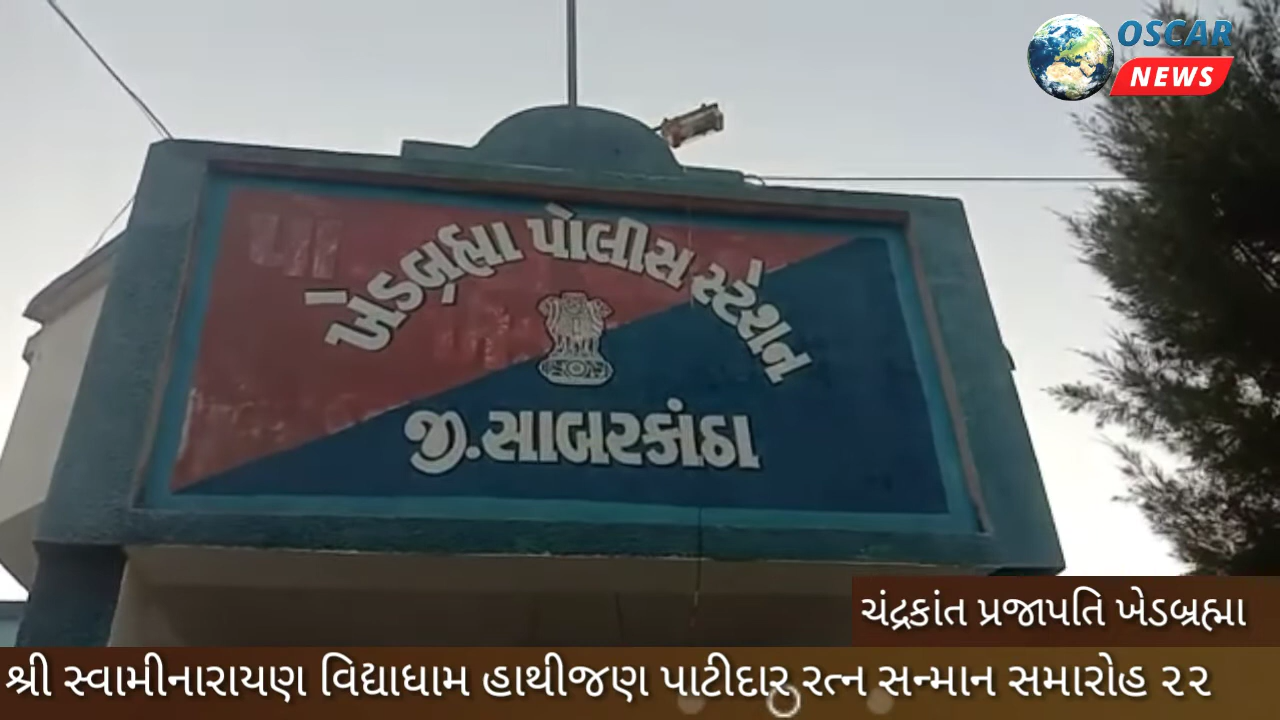 OSCAR
NEWS
ખેડબ્રહ્મા પોલીસ સ્ટેશન
જી.સાબરકાંઠા
ચંદ્રકાંત પ્રજાપતિ ખેડબ્રહ્મા
શ્રી સ્વામીનારાયણ વિદ્યાધામ હાથીજણ પાટીદાર રત્ન સન્માન સમારોહ ૨૨